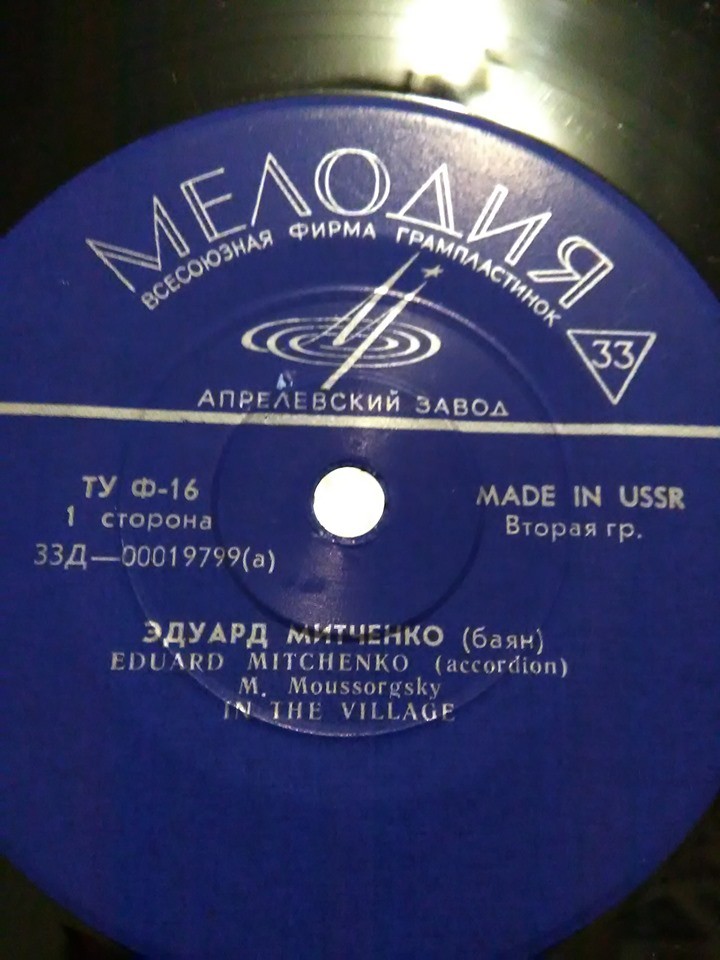 МЕЛОДИЯ
ВСЕСОЮЗНАЯ ФИРМА ГРАМПЛАСТИНОК
33
АПРЕЛЕВСКИЙ ЗАВОД
ТУ Ф-16
1 сторона
33Д—00019799(а)
MADE IN USSR
Вторая гр.
ЭДУАРД МИТЧЕНКО (баян)
EDUARD MITCHENKO (accordion)
M. Moussorgsky
IN THE VILLAGE